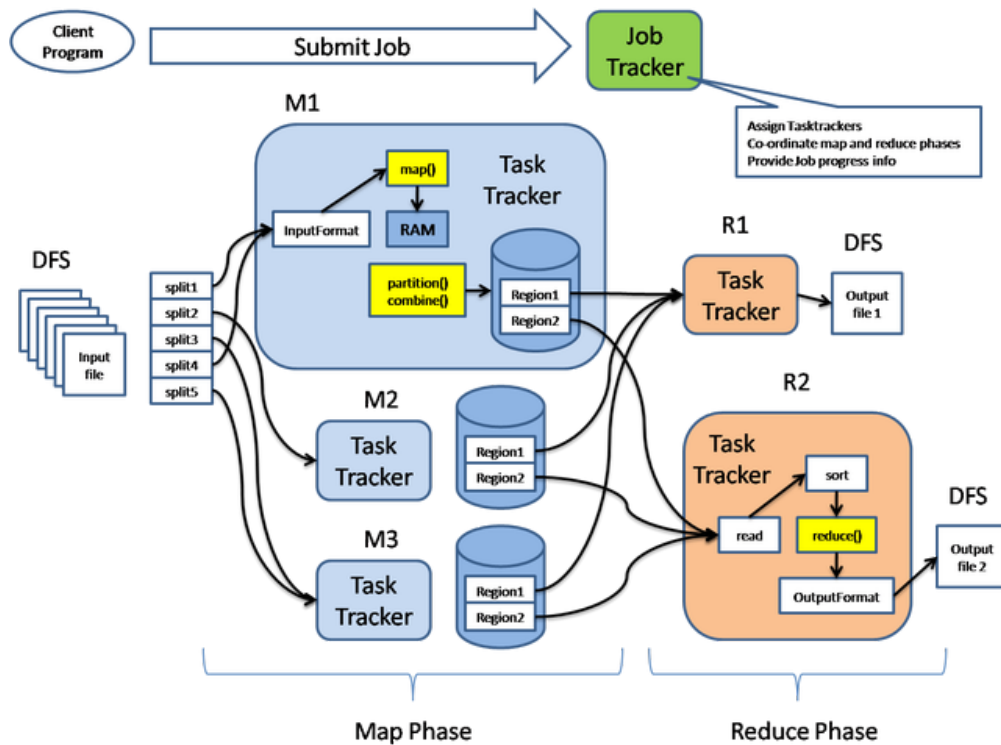 Client
Program
Submit Job
Job
Tracker
Assign Tasktrackers
Co-ordinate map and reduce phases
Provide Job progress info
M1
map()
Task
Tracker
InputFormat
RAM
partition()
combine()
Region1
Region2
DFS
Input
file
split1
split2
split3
split4
split5
M2
Task
Tracker
Region1
Region2
M3
Task
Tracker
Region1
Region2
R1
Task
Tracker
DFS
Output
file 1
R2
Task
Tracker
sort
read
reduce()
OutputFormat
DFS
Output
file 2
Map Phase
Reduce Phase